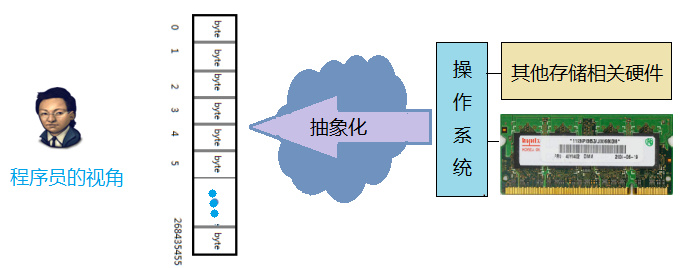 程序员的视角
0 byte
1 byte
2 byte
3 byte
4 byte
5 byte
268435455 byte
抽象化
操作系统
其他存储相关硬件
hynix